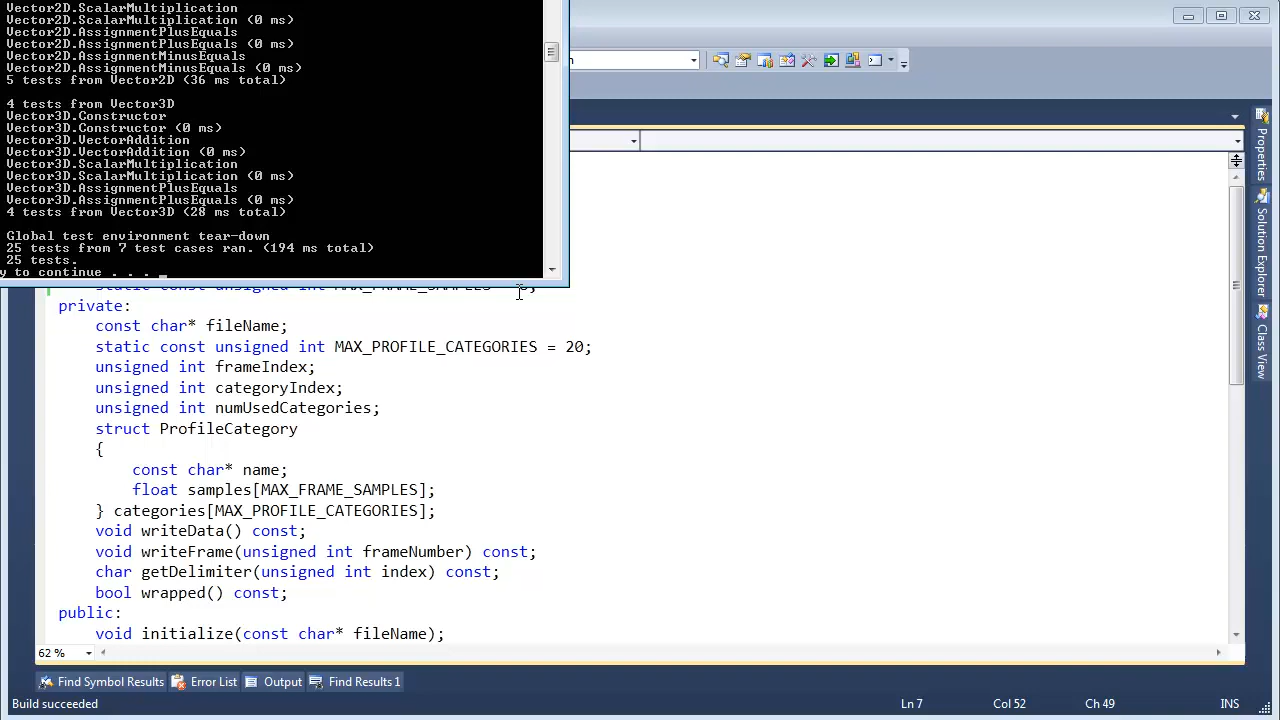 Vector2D.ScalarMultiplication
Vector2D.ScalarMultiplication (0 ms)
Vector2D.AssignmentPlusEquals
Vector2D.AssignmentPlusEquals (0 ms)
Vector2D.AssignmentMinusEquals
Vector2D.AssignmentMinusEquals (0 ms)
5 tests from Vector2D (36 ms total)
4 tests from Vector3D
Vector3D.Constructor
Vector3D.Constructor (0 ms)
Vector3D.VectorAddition
Vector3D.VectorAddition (0 ms)
Vector3D.ScalarMultiplication
Vector3D.ScalarMultiplication (0 ms)
Vector3D.AssignmentPlusEquals
Vector3D.AssignmentPlusEquals (0 ms)
4 tests from Vector3D (28 ms total)
Global test environment tear-down
25 tests from 7 test cases ran. (194 ms total)
25 tests.
y to continue . . . _
static const unsigned int MAX_FRAME_SAMPLES
private:
const char* fileName;
static const unsigned int MAX_PROFILE_CATEGORIES = 20;
unsigned int frameIndex;
unsigned int categoryIndex;
unsigned int numUsedCategories;
struct ProfileCategory
{
const char* name;
float samples[MAX_FRAME_SAMPLES];
} categories[MAX_PROFILE_CATEGORIES];
void writeData() const;
void writeFrame(unsigned int frameNumber) const;
char getDelimiter(unsigned int index) const;
bool wrapped() const;
public:
void initialize(const char* fileName);
62 %
Find Symbol Results Error List Output Find Results 1
Build succeeded Ln 7 Col 52 Ch 49 INS
Properties
Solution Explorer
Class View